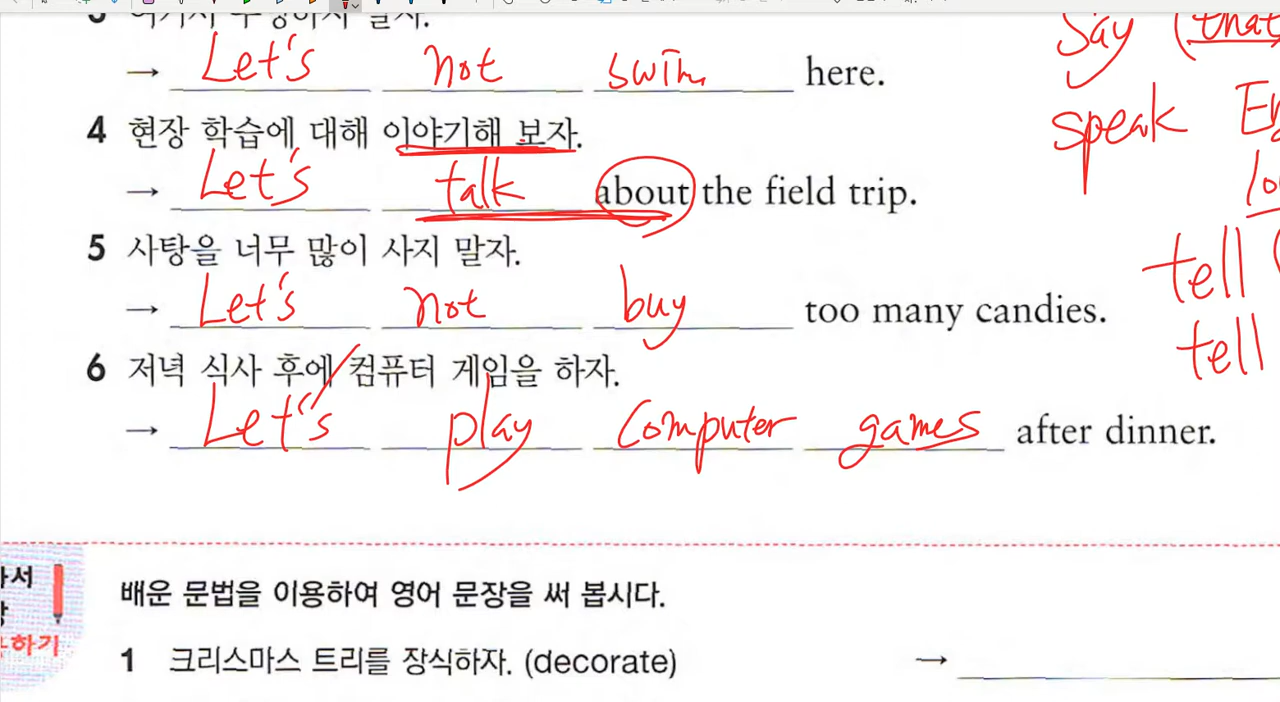 → Let's not swim here. say (that
4 현장 학습에 대해 이야기해 보자. speak
→ Let's talk about the field trip.
5 사탕을 너무 많이 사지 말자. tell (
→ Let's not buy too many candies.
tell
6 저녁 식사 후에 컴퓨터 게임을 하자.
→ Let's play computer games after dinner.
배운 문법을 이용하여 영어 문장을 써 봅시다.
하기
1 크리스마스 트리를 장식하자. (decorate) →